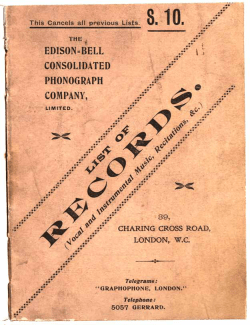 This Cancels all previous Lists. S. 10.
THE
EDISON-BELL
CONSOLIDATED
PHONOGRAPH
COMPANY,
LIMITED.
LIST OF
RECORDS.
(Vocal and Instrumental Music, Recitations, &c.)
39,
CHARING CROSS ROAD,
LONDON, W.C.
Telegrams:
"GRAPHOPHONE, LONDON."
Telephone:
5057 GERRARD.